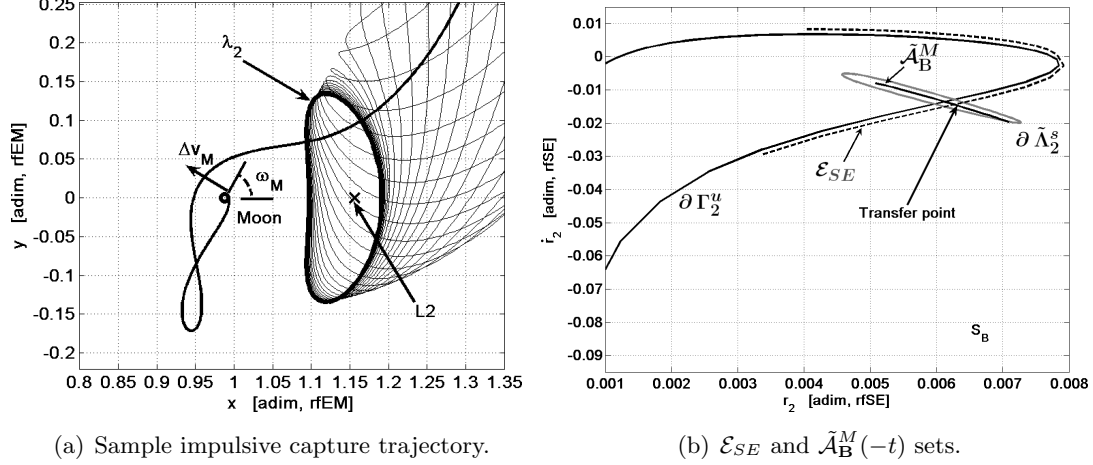 0.25
0.2
0.15
0.1
0.05
0
-0.05
-0.1
-0.15
-0.2
y [adim, rfEM]
0.8 0.85 0.9 0.95 1 1.05 1.1 1.15 1.2 1.25 1.3 1.35
x [adim, rfEM]
λ₂
Δv_M
ω_M
Moon
L2
(a) Sample impulsive capture trajectory.
0.01
0
-0.01
-0.02
-0.03
-0.04
-0.05
-0.06
-0.07
-0.08
-0.09
ṙ₂ [adim, rfSE]
0.001 0.002 0.003 0.004 0.005 0.006 0.007 0.008
r₂ [adim, rfSE]
𝒜̃_B^M
∂ Λ̃₂ˢ
ℰ_SE
∂ Γ₂ᵘ
Transfer point
S_B
(b) ℰ_SE and 𝒜̃_B^M(−t) sets.